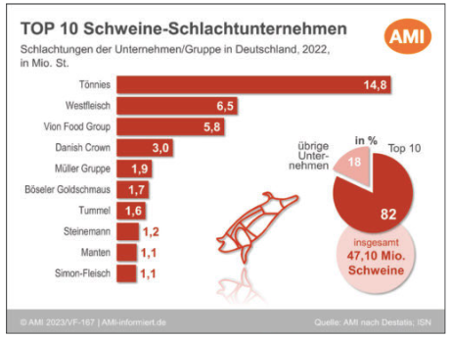 TOP 10 Schweine-Schlachtunternehmen
AMI
Schlachtungen der Unternehmen/Gruppe in Deutschland, 2022,
in Mio. St.
Tönnies 14,8
Westfleisch 6,5
Vion Food Group 5,8
Danish Crown 3,0
Müller Gruppe 1,9
Böseler Goldschmaus 1,7
Tummel 1,6
Steinemann 1,2
Manten 1,1
Simon-Fleisch 1,1
in %
übrige
Unter-
nehmen
18
Top 10
82
insgesamt
47,10 Mio.
Schweine
© AMI 2023/VF-167 | AMI-informiert.de
Quelle: AMI nach Destatis; ISN